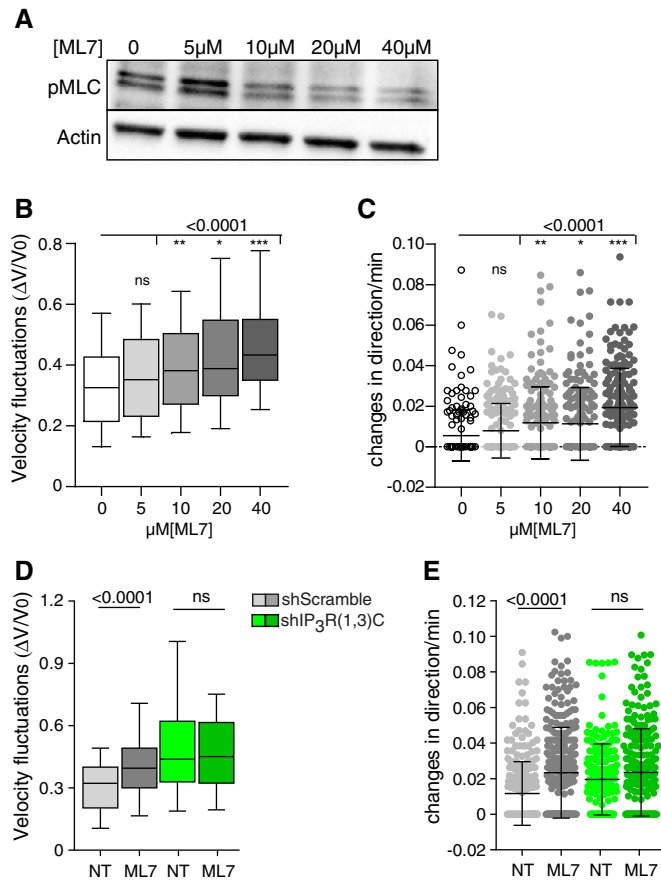 A
[ML7] 0 5µM 10µM 20µM 40µM
pMLC
Actin
B
<0.0001
ns ** * ***
Velocity fluctuations (ΔV/V0)
0.8
0.6
0.4
0.2
0
0 5 10 20 40
µM[ML7]
C
<0.0001
ns ** * ***
changes in direction/min
0.10
0.08
0.06
0.04
0.02
0
-0.02
0 5 10 20 40
µM[ML7]
D
<0.0001 ns
Velocity fluctuations (ΔV/V0)
1.2
0.9
0.6
0.3
0
NT ML7 NT ML7
shScramble
shIP3R(1,3)C
E
<0.0001 ns
changes in direction/min
0.12
0.10
0.08
0.06
0.04
0.02
0
-0.02
NT ML7 NT ML7